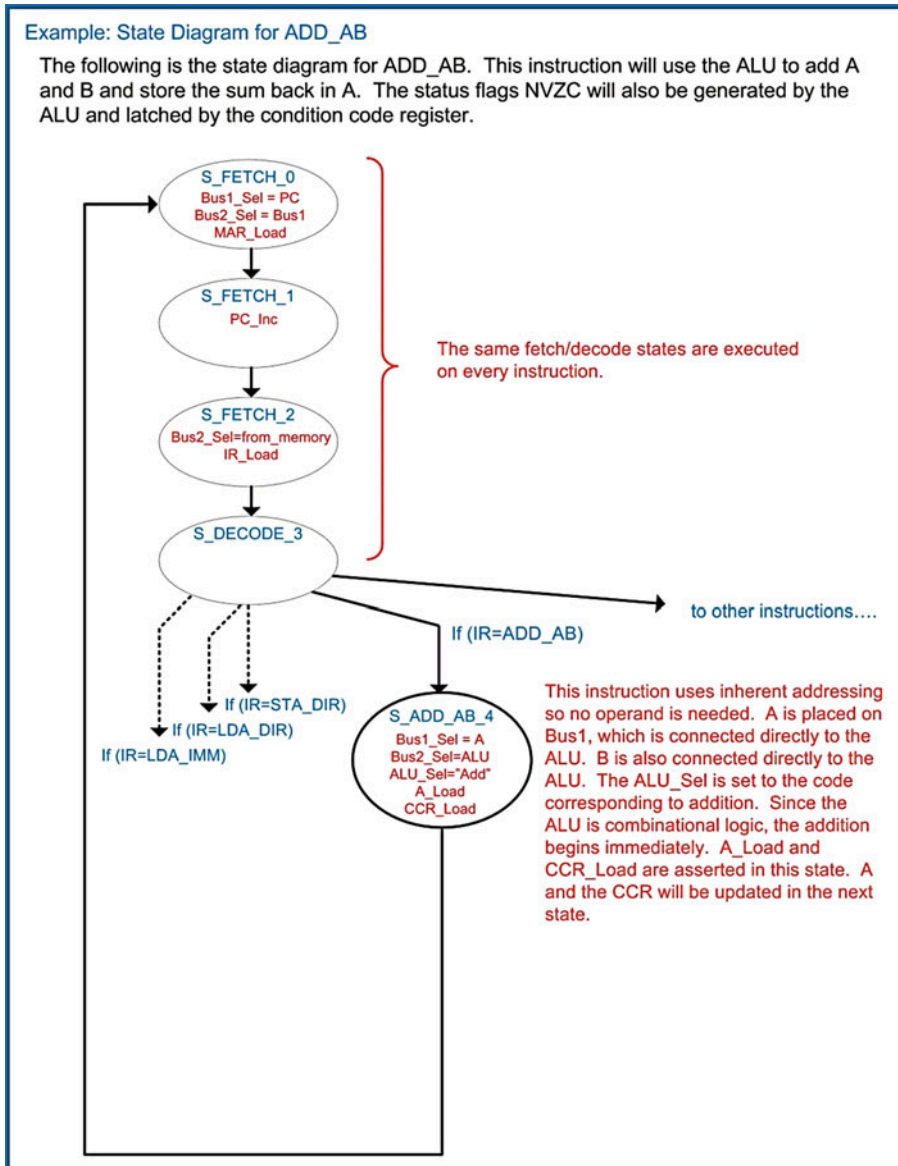 Example: State Diagram for ADD_AB
The following is the state diagram for ADD_AB. This instruction will use the ALU to add A
and B and store the sum back in A. The status flags NVZC will also be generated by the
ALU and latched by the condition code register.
S_FETCH_0
Bus1_Sel = PC
Bus2_Sel = Bus1
MAR_Load
S_FETCH_1
PC_Inc
The same fetch/decode states are executed
on every instruction.
S_FETCH_2
Bus2_Sel=from_memory
IR_Load
S_DECODE_3
to other instructions....
If (IR=ADD_AB)
If (IR=STA_DIR)
If (IR=LDA_DIR)
If (IR=LDA_IMM)
S_ADD_AB_4
Bus1_Sel = A
Bus2_Sel=ALU
ALU_Sel="Add"
A_Load
CCR_Load
This instruction uses inherent addressing
so no operand is needed. A is placed on
Bus1, which is connected directly to the
ALU. B is also connected directly to the
ALU. The ALU_Sel is set to the code
corresponding to addition. Since the
ALU is combinational logic, the addition
begins immediately. A_Load and
CCR_Load are asserted in this state. A
and the CCR will be updated in the next
state.